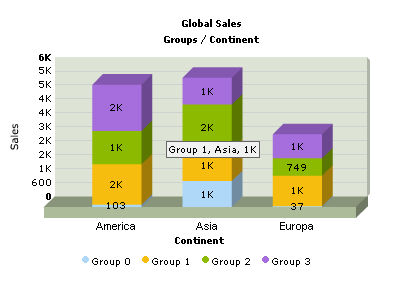 Global Sales
Groups / Continent
6K
5K
5K
4K
4K
3K
2K
2K
1K
600
0
Sales
2K
1K
2K
103
1K
2K
Group 1, Asia, 1K
1K
1K
1K
749
1K
37
America Asia Europa
Continent
Group 0 Group 1 Group 2 Group 3